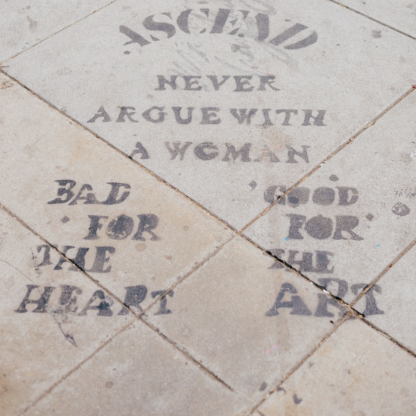 ASCEND
NEVER
ARGUE WITH
A WOMAN
BAD
FOR
THE
HEART
GOOD
FOR
THE
ART